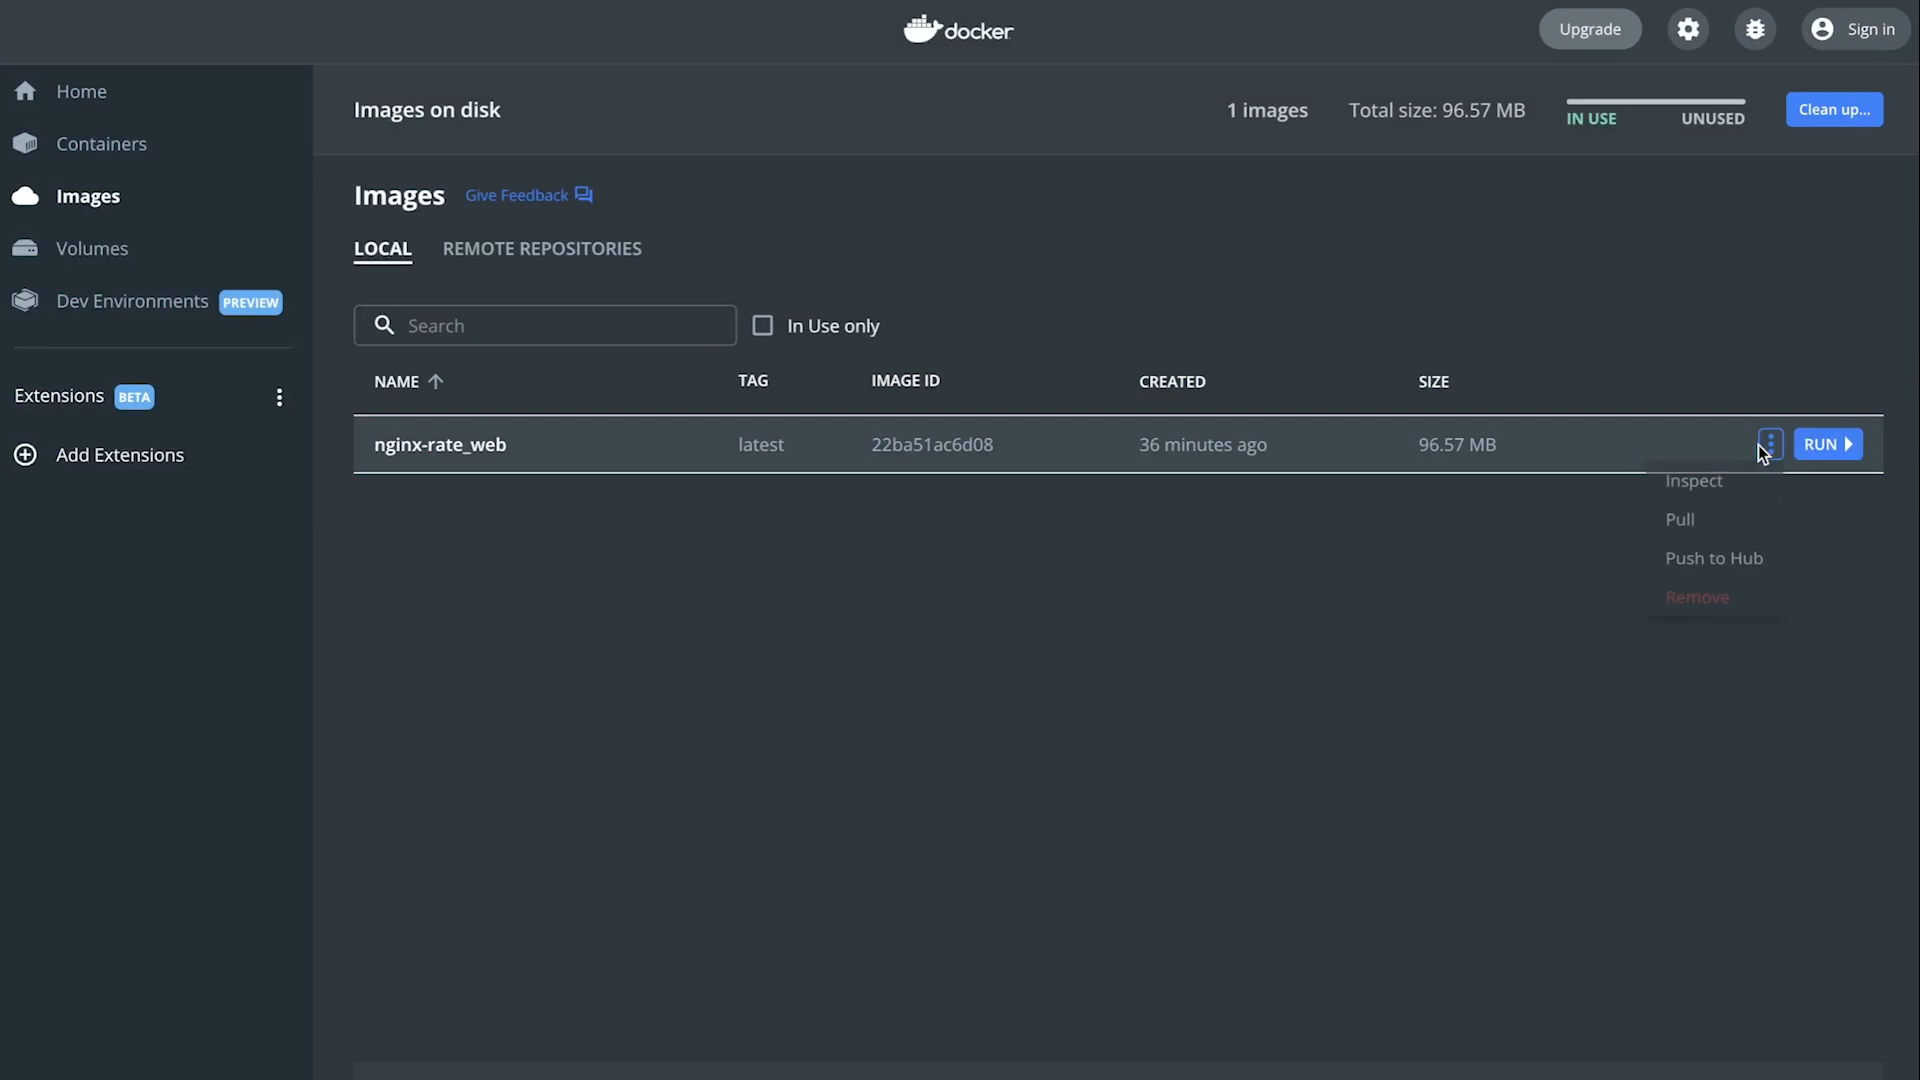 docker
Upgrade
Sign in
Home
Containers
Images
Volumes
Dev Environments PREVIEW
Extensions BETA
Add Extensions
Images on disk
1 images
Total size: 96.57 MB
IN USE
UNUSED
Clean up...
Images
Give Feedback
LOCAL
REMOTE REPOSITORIES
Search
In Use only
NAME TAG IMAGE ID CREATED SIZE
nginx-rate_web latest 22ba51ac6d08 36 minutes ago 96.57 MB RUN
Inspect
Pull
Push to Hub
Remove